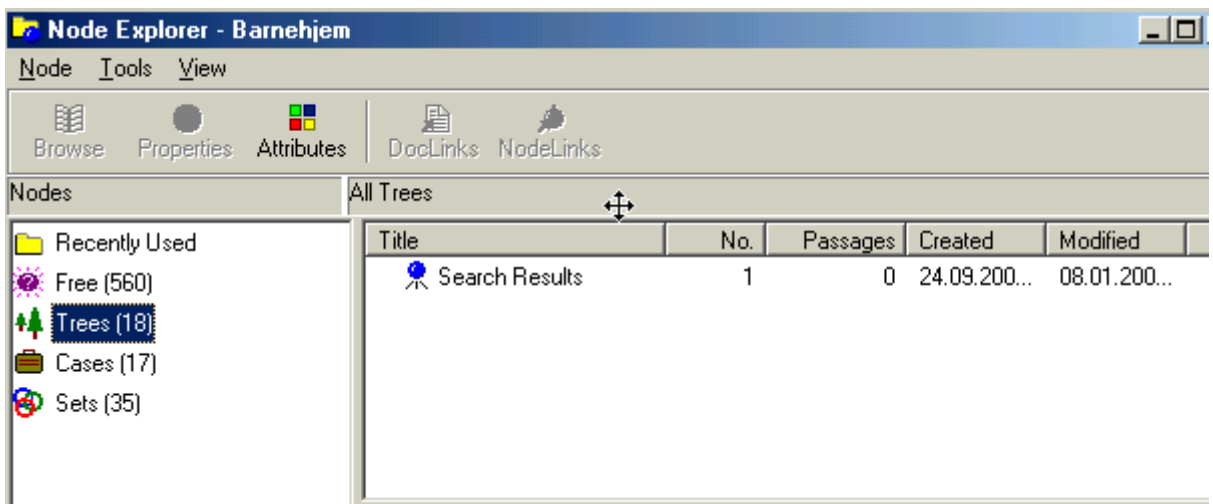 Node Explorer - Barnehjem
Node Tools View
Browse Properties Attributes DocLinks NodeLinks
Nodes All Trees
Recently Used
Free (560)
Trees (18)
Cases (17)
Sets (35)
Title No. Passages Created Modified
Search Results 1 0 24.09.200... 08.01.200...